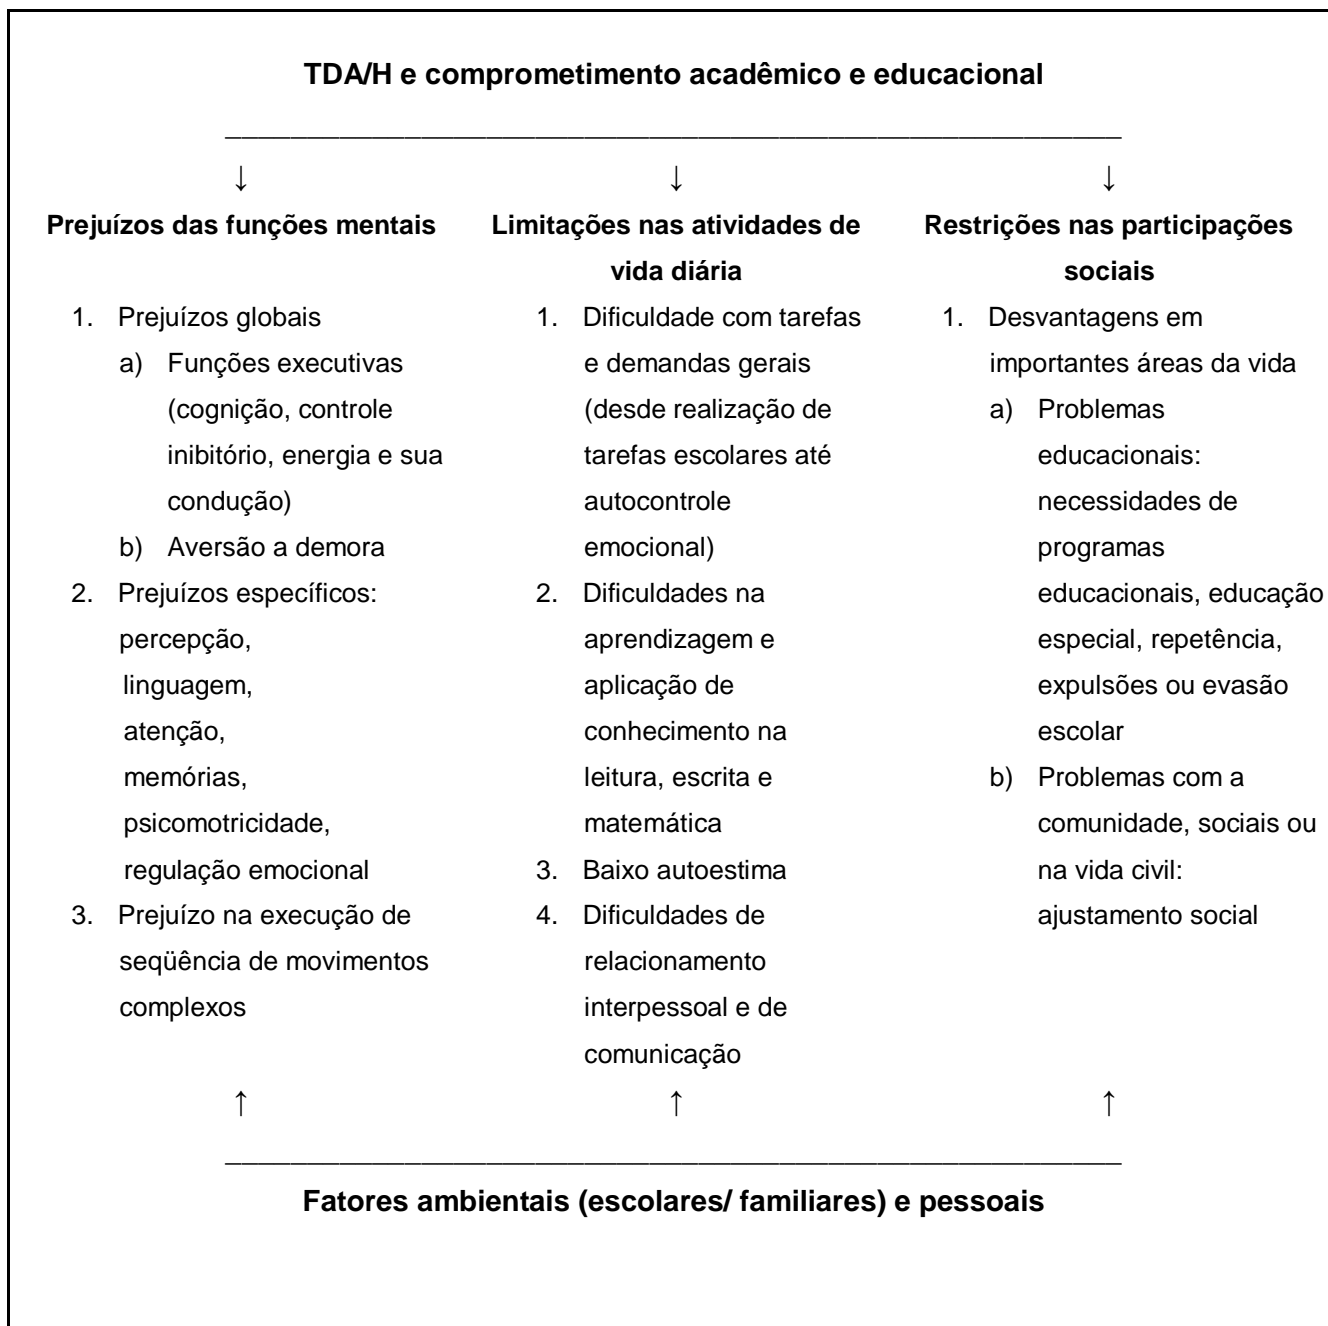 TDA/H e comprometimento acadêmico e educacional
↓ ↓ ↓
Prejuízos das funções mentais
1. Prejuízos globais
a) Funções executivas
(cognição, controle
inibitório, energia e sua
condução)
b) Aversão a demora
2. Prejuízos específicos:
percepção,
linguagem,
atenção,
memórias,
psicomotricidade,
regulação emocional
3. Prejuízo na execução de
seqüência de movimentos
complexos
Limitações nas atividades de
vida diária
1. Dificuldade com tarefas
e demandas gerais
(desde realização de
tarefas escolares até
autocontrole
emocional)
2. Dificuldades na
aprendizagem e
aplicação de
conhecimento na
leitura, escrita e
matemática
3. Baixo autoestima
4. Dificuldades de
relacionamento
interpessoal e de
comunicação
Restrições nas participações
sociais
1. Desvantagens em
importantes áreas da vida
a) Problemas
educacionais:
necessidades de
programas
educacionais, educação
especial, repetência,
expulsões ou evasão
escolar
b) Problemas com a
comunidade, sociais ou
na vida civil:
ajustamento social
↑ ↑ ↑
Fatores ambientais (escolares/ familiares) e pessoais